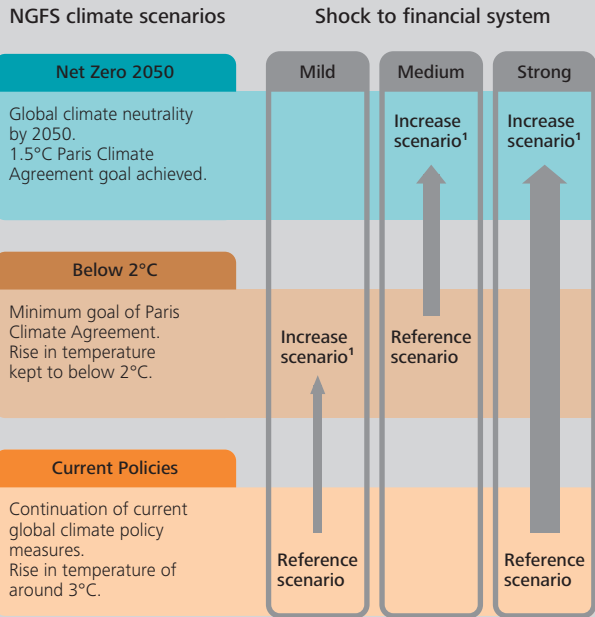 NGFS climate scenarios
Shock to financial system
Net Zero 2050
Mild
Medium
Strong
Global climate neutrality
by 2050.
1.5°C Paris Climate
Agreement goal achieved.
Increase
scenario¹
Increase
scenario¹
Below 2°C
Minimum goal of Paris
Climate Agreement.
Rise in temperature
kept to below 2°C.
Increase
scenario¹
Reference
scenario
Current Policies
Continuation of current
global climate policy
measures.
Rise in temperature of
around 3°C.
Reference
scenario
Reference
scenario